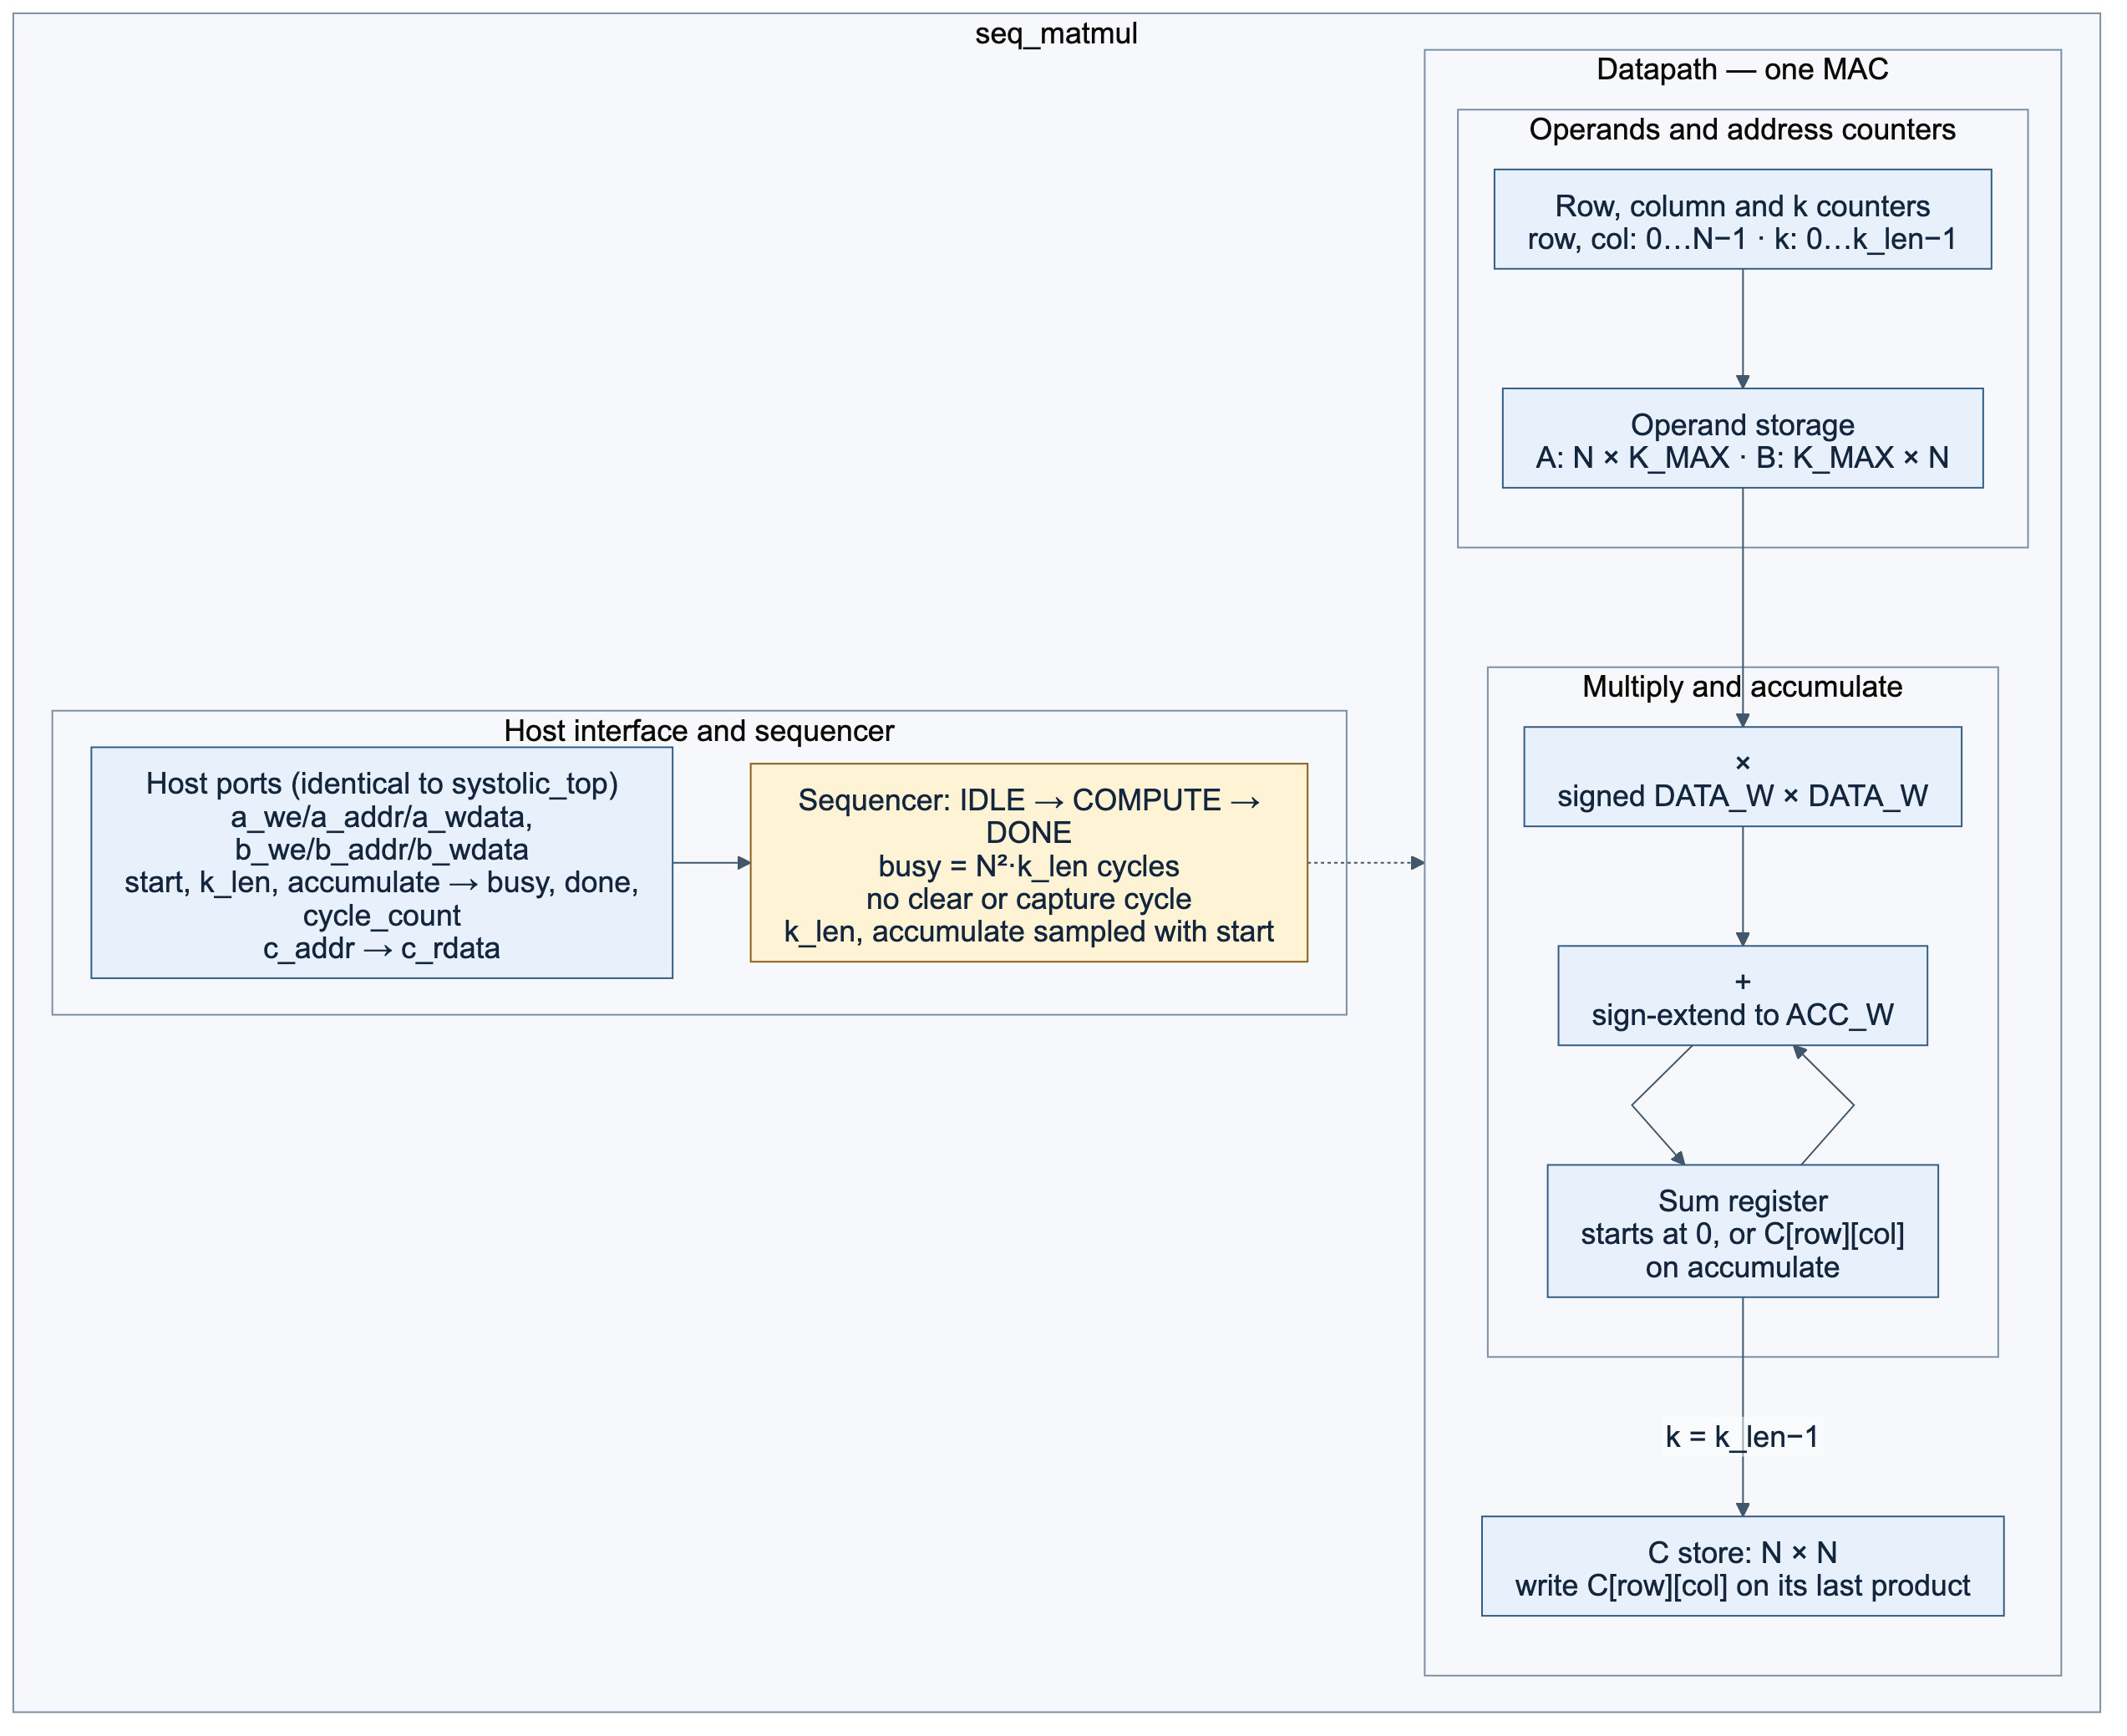 seq_matmul
Datapath — one MAC
Operands and address counters
Row, column and k counters
row, col: 0…N−1 · k: 0…k_len−1
Operand storage
A: N × K_MAX · B: K_MAX × N
Multiply and accumulate
×
signed DATA_W × DATA_W
+
sign-extend to ACC_W
Sum register
starts at 0, or C[row][col]
on accumulate
k = k_len−1
C store: N × N
write C[row][col] on its last product
Host interface and sequencer
Host ports (identical to systolic_top)
a_we/a_addr/a_wdata,
b_we/b_addr/b_wdata
start, k_len, accumulate → busy, done,
cycle_count
c_addr → c_rdata
Sequencer: IDLE → COMPUTE →
DONE
busy = N²·k_len cycles
no clear or capture cycle
k_len, accumulate sampled with start